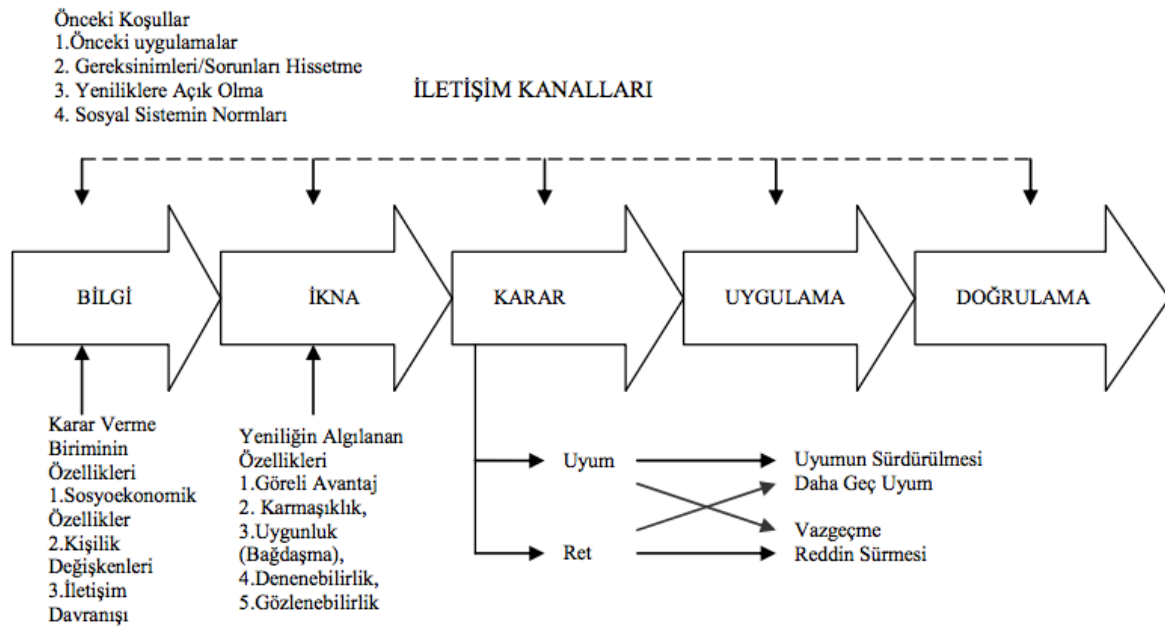 Önceki Koşullar
1.Önceki uygulamalar
2. Gereksinimleri/Sorunları Hissetme
3. Yeniliklere Açık Olma
4. Sosyal Sistemin Normları
İLETİŞİM KANALLARI
BİLGİ
İKNA
KARAR
UYGULAMA
DOĞRULAMA
Karar Verme
Biriminin
Özellikleri
1.Sosyoekonomik
Özellikler
2.Kişilik
Değişkenleri
3.İletişim
Davranışı
Yeniliğin Algılanan
Özellikleri
1.Göreli Avantaj
2. Karmaşıklık,
3.Uygunluk
(Bağdaşma),
4.Denenebilirlik,
5.Gözlenebilirlik
Uyum
Ret
Uyumun Sürdürülmesi
Daha Geç Uyum
Vazgeçme
Reddin Sürmesi